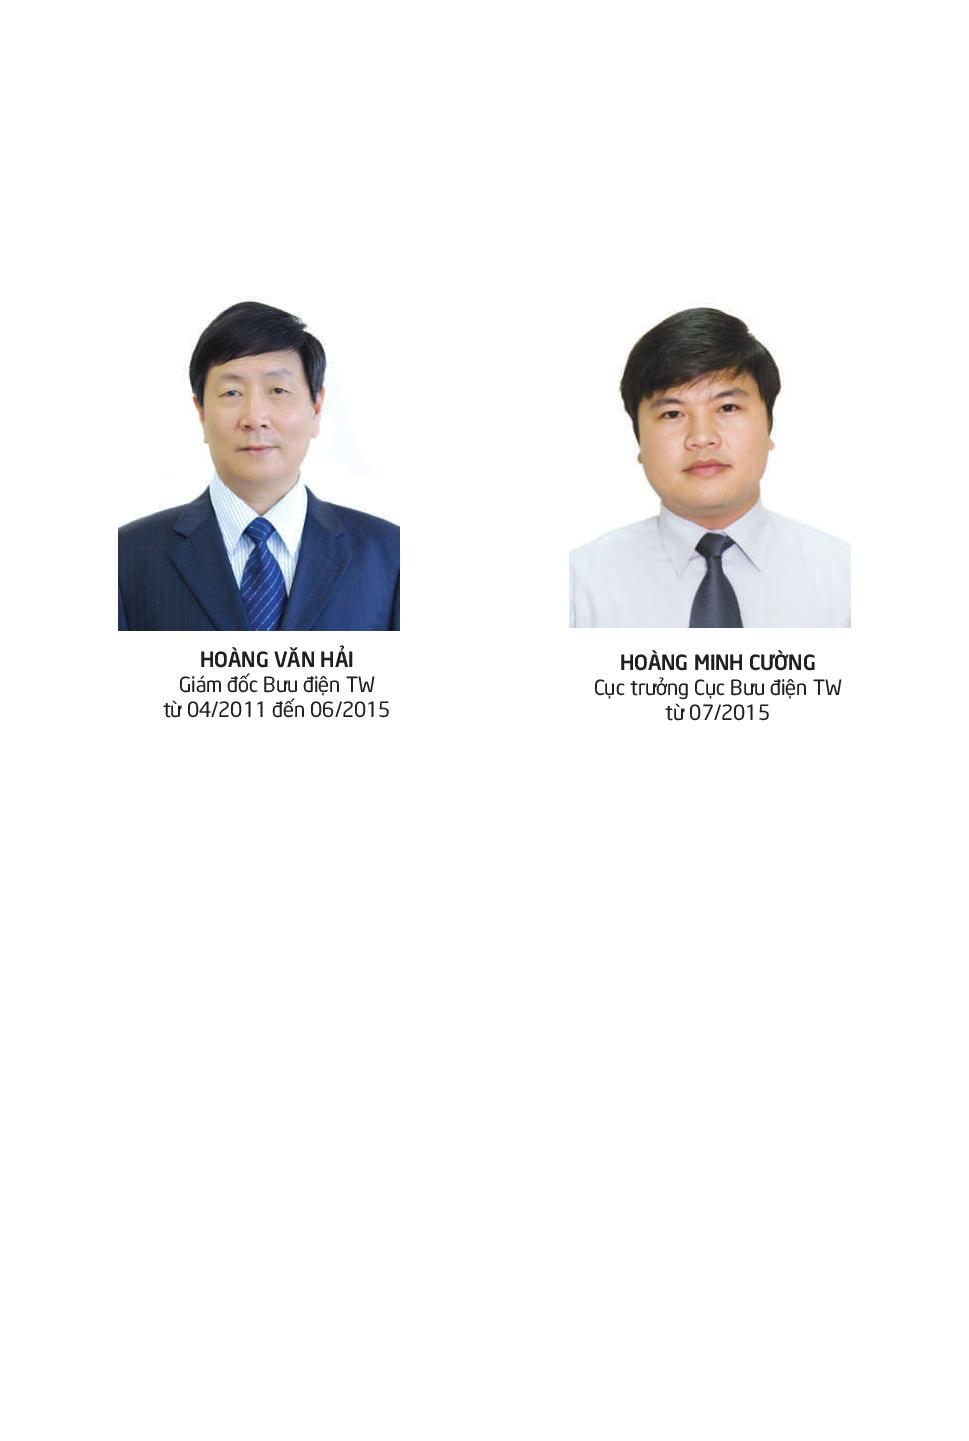 HOÀNG VĂN HẢI
Giám đốc Bưu điện TW
từ 04/2011 đến 06/2015
HOÀNG MINH CƯỜNG
Cục trưởng Cục Bưu điện TW
từ 07/2015